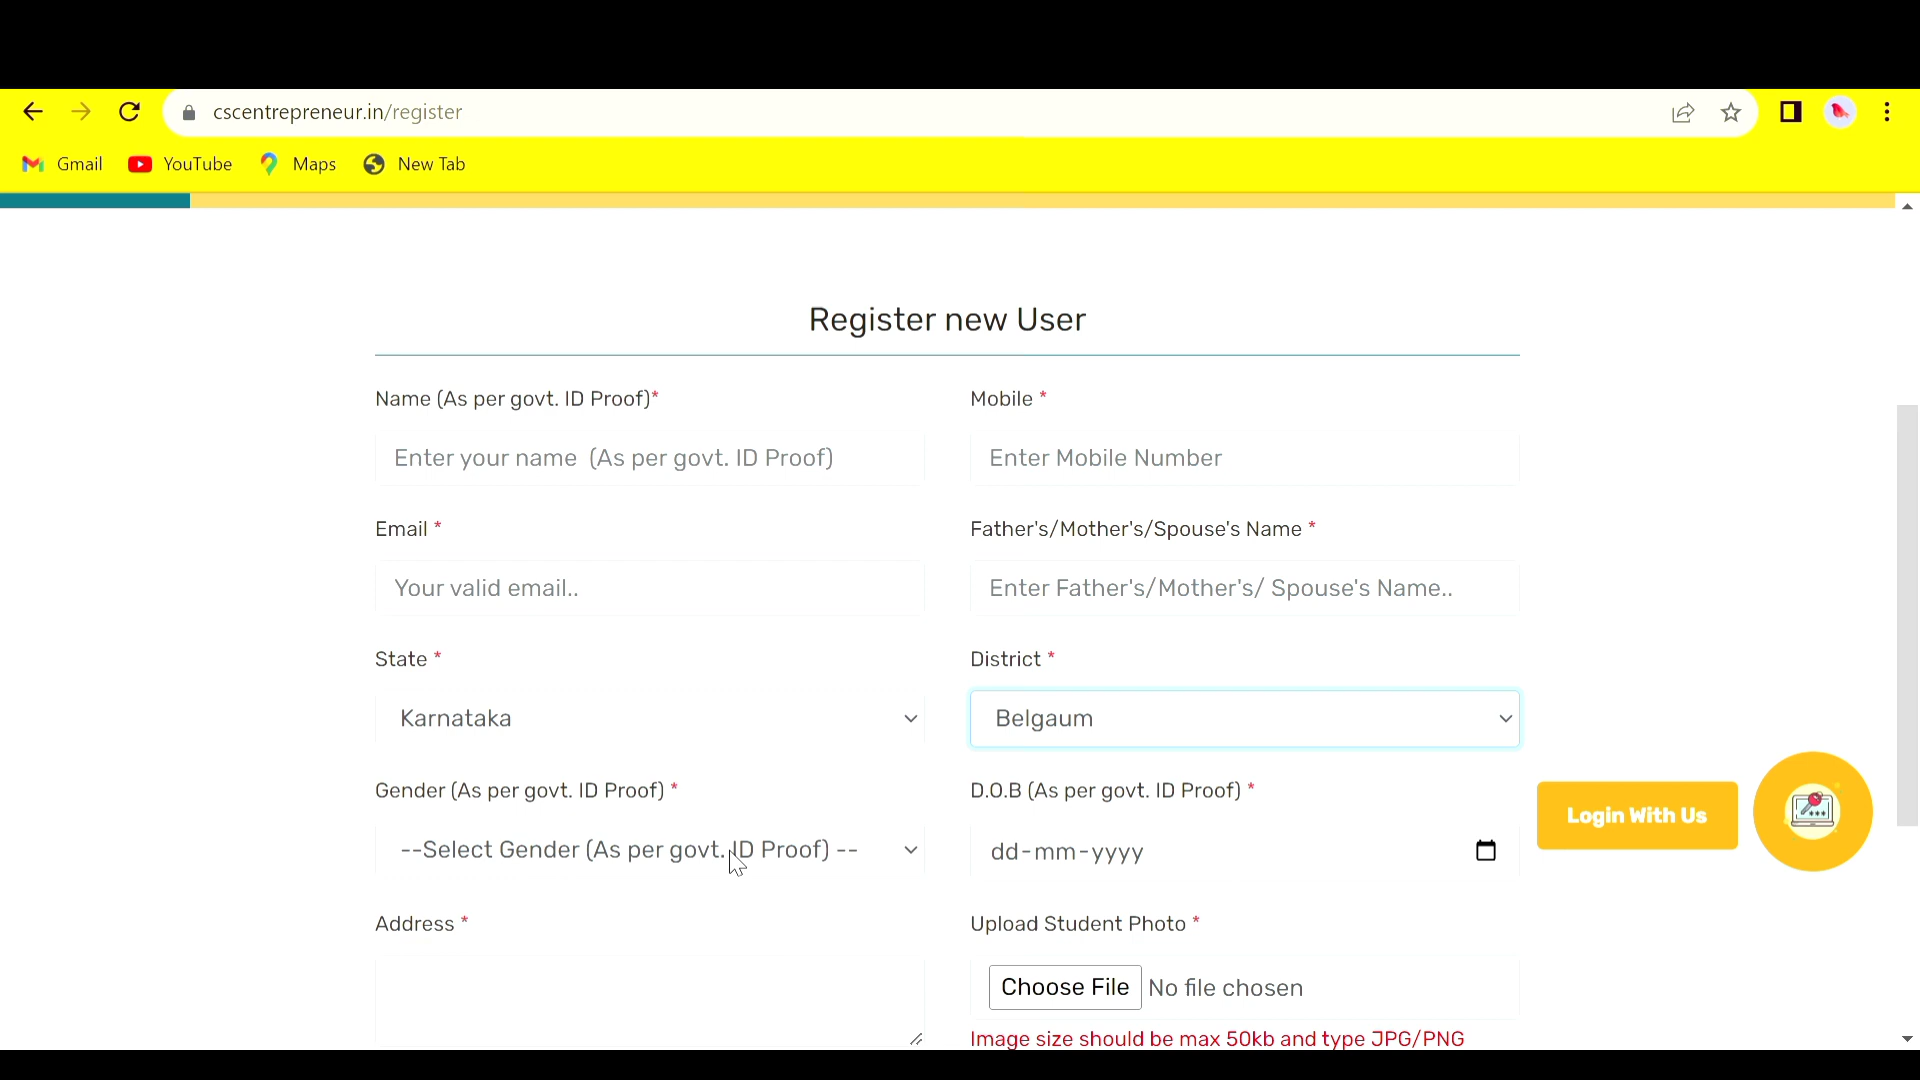 cscentrepreneur.in/register
Gmail YouTube Maps New Tab
Register new User
Name (As per govt. ID Proof)* Mobile *
Enter your name (As per govt. ID Proof) Enter Mobile Number
Email * Father's/Mother's/Spouse's Name *
Your valid email.. Enter Father's/Mother's/ Spouse's Name..
State * District *
Karnataka Belgaum
Gender (As per govt. ID Proof) * D.O.B (As per govt. ID Proof) *
Login With Us
--Select Gender (As per govt. ID Proof) -- dd-mm-yyyy
Address * Upload Student Photo *
Choose File No file chosen
Image size should be max 50kb and type JPG/PNG